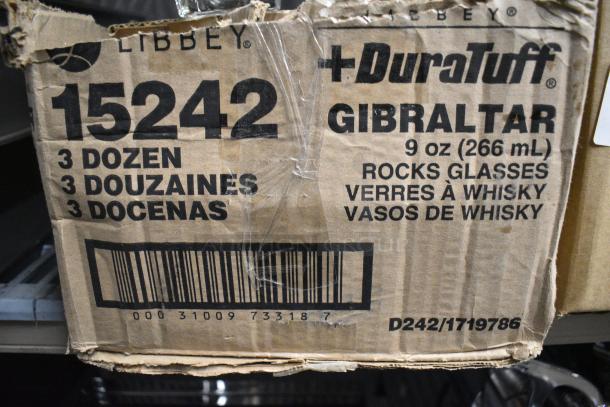 LIBBEY®
LIBBEY®
+DuraTuff®
15242
GIBRALTAR
9 oz (266 mL)
3 DOZEN
ROCKS GLASSES
3 DOUZAINES
VERRES À WHISKY
3 DOCENAS
VASOS DE WHISKY
000 31009 73318 7
D242/1719786